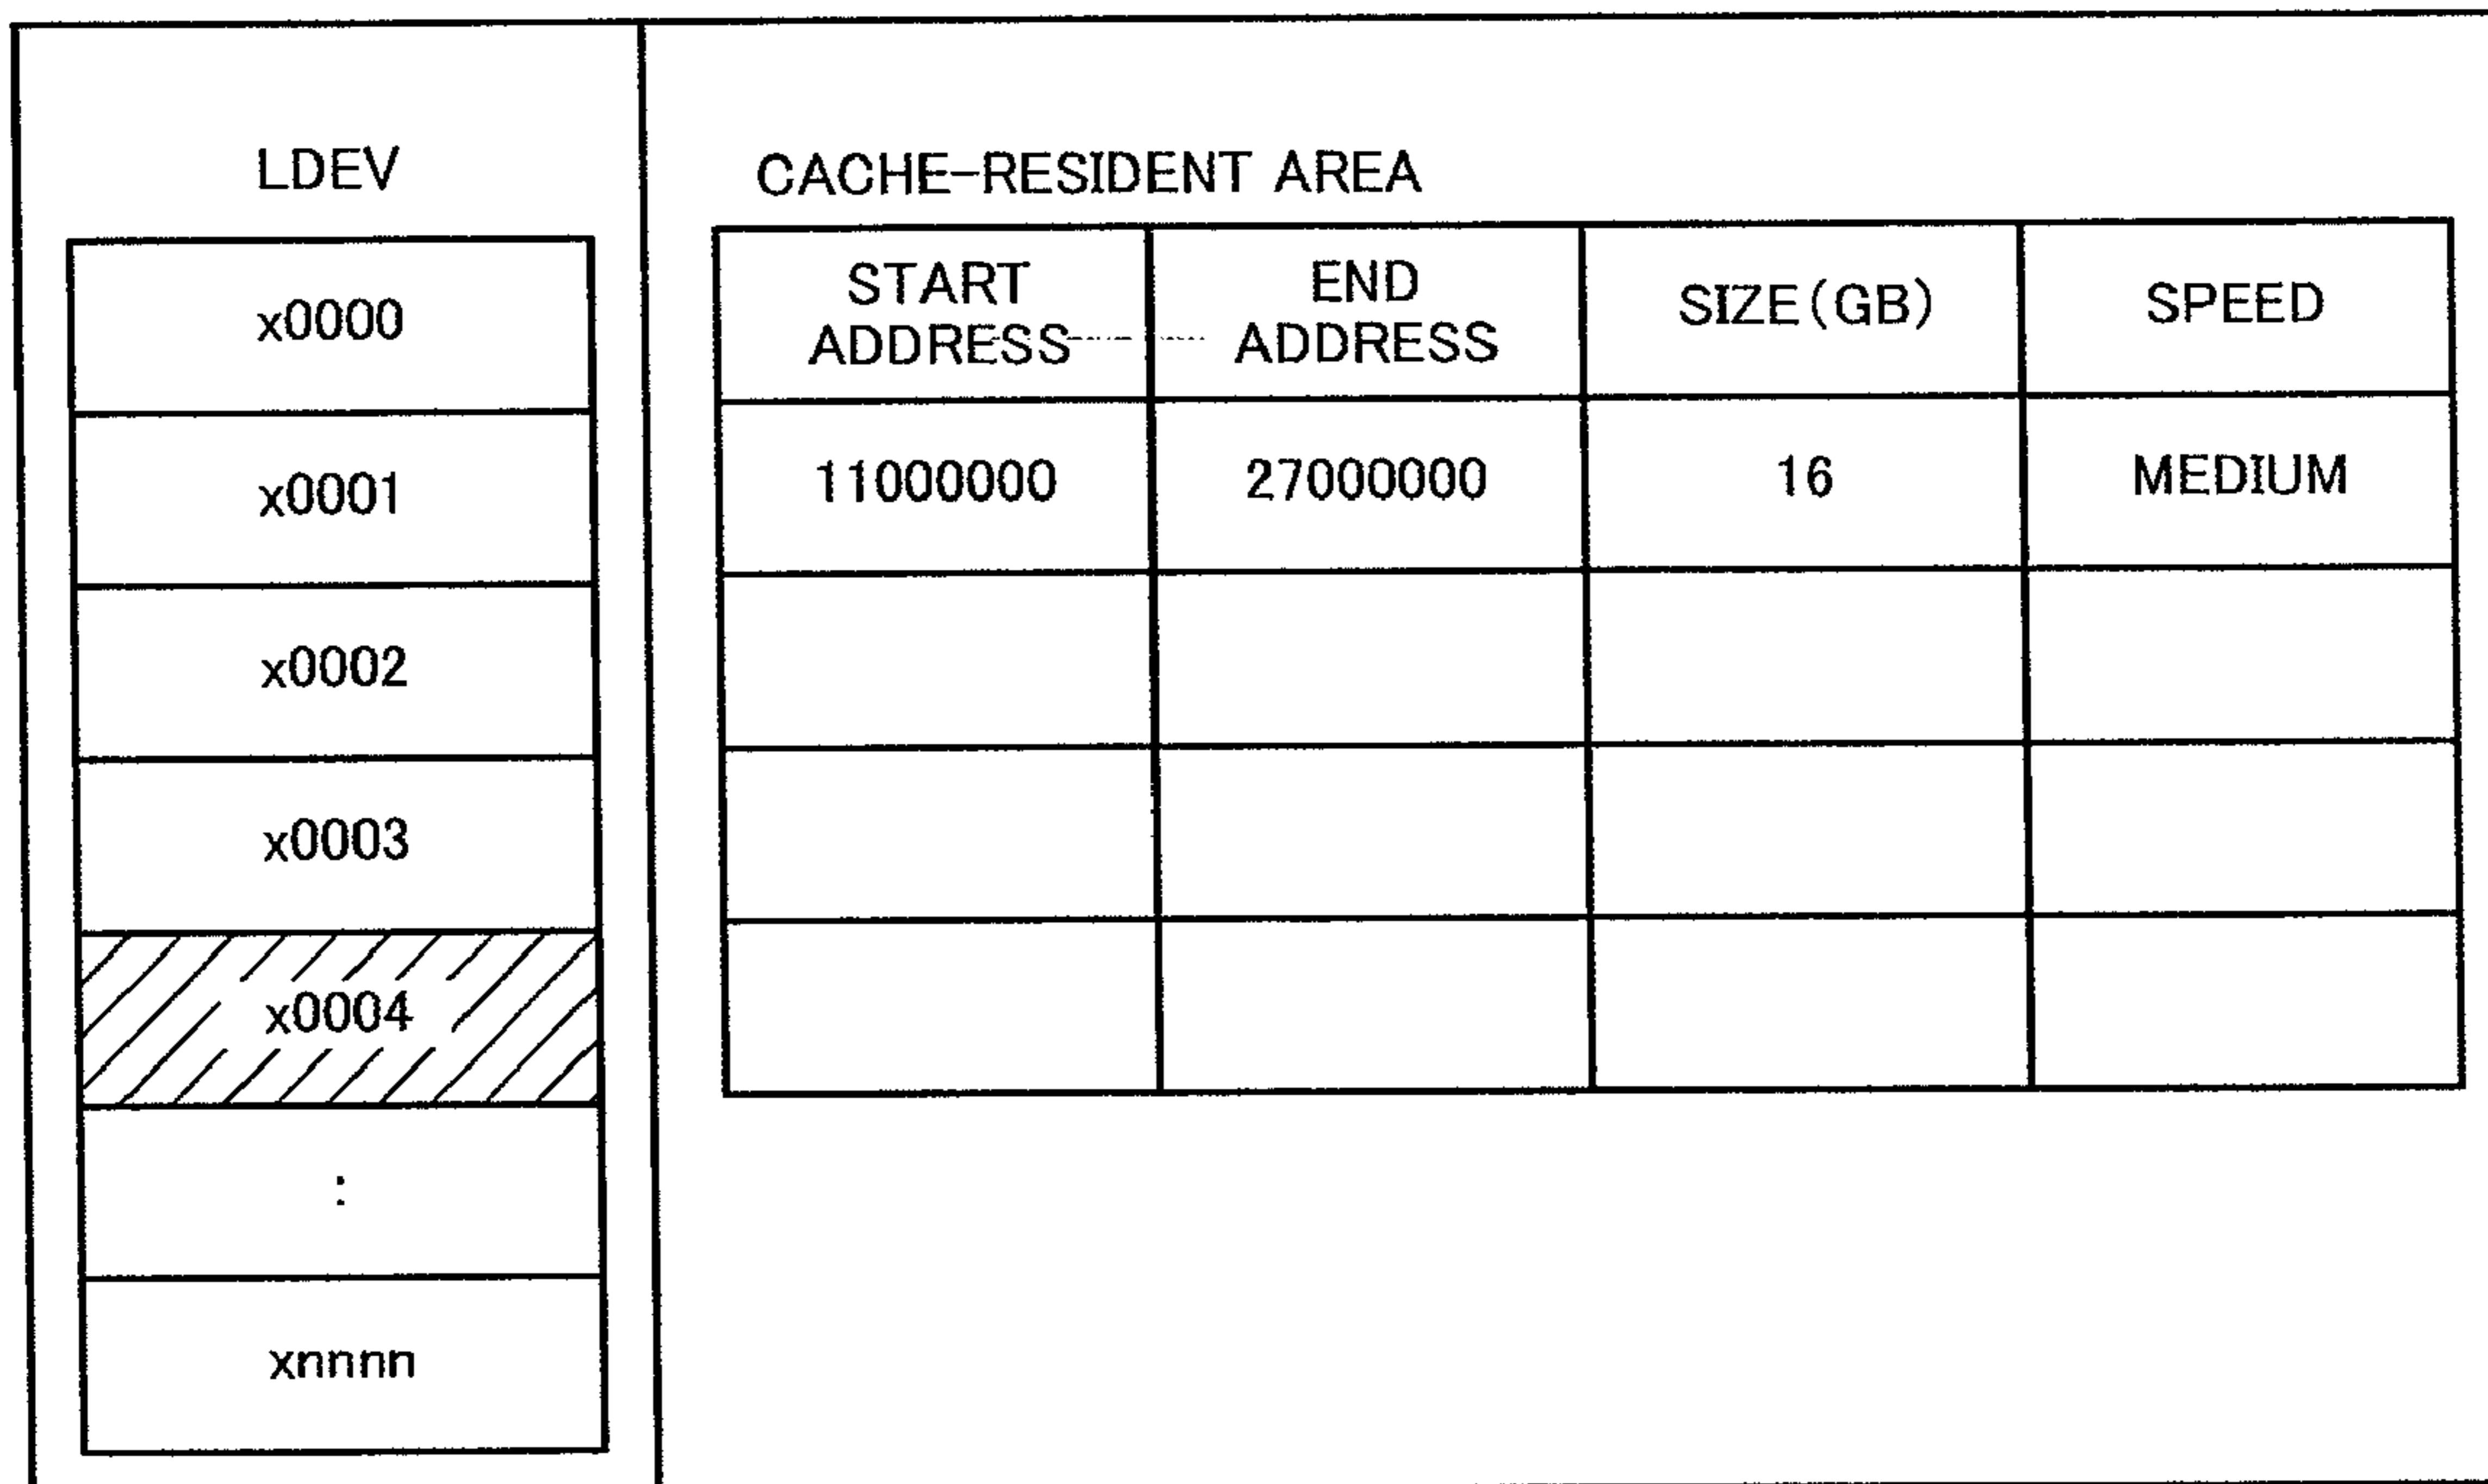 LDEV
x0000
x0001
x0002
x0003
x0004
:
xnnnn
CACHE-RESIDENT AREA
START ADDRESS
END ADDRESS
SIZE(GB)
SPEED
11000000
27000000
16
MEDIUM